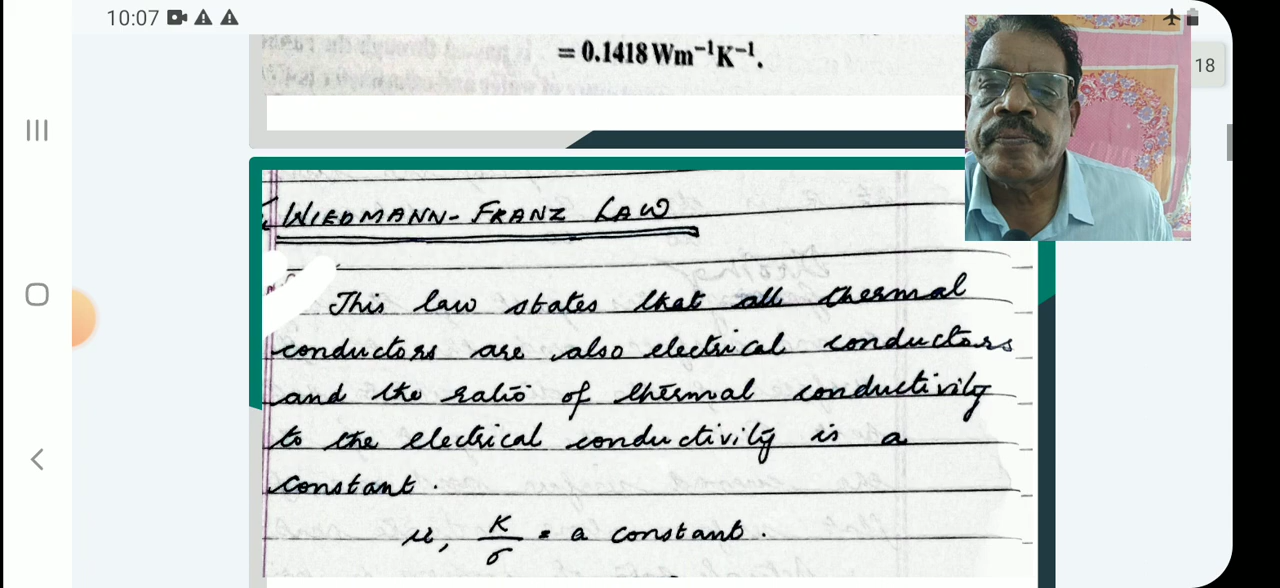 10:07
18
= 0.1418 Wm⁻¹K⁻¹.
WIEDMANN-FRANZ LAW
This law states that all thermal
conductors are also electrical conductors
and the ratio of thermal conductivity
to the electrical conductivity is a
constant.
ie, K/σ = a constant.